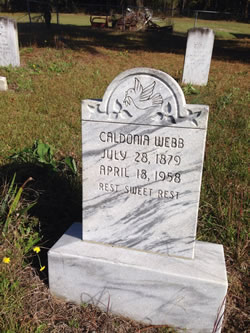 CALDONIA WEBB
JULY 28, 1879
APRIL 18, 1958
REST SWEET REST